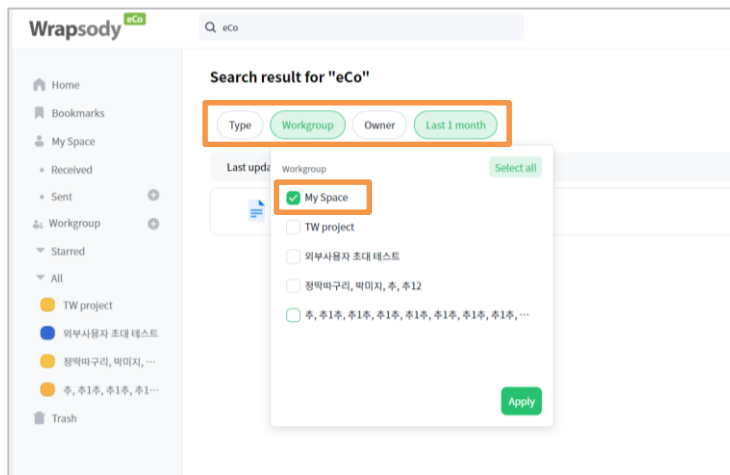 Wrapsody eCo
eCo
Home
Bookmarks
My Space
Received
Sent
Workgroup
Starred
All
TW project
외부사용자 초대 테스트
정딱따구리, 박미지, ⋯
추, 추1추, 추1추, 추1⋯
Trash
Search result for "eCo"
Type Workgroup Owner Last 1 month
Last upda
Workgroup Select all
My Space
TW project
외부사용자 초대 테스트
정딱따구리, 박미지, 추, 추12
추, 추1추, 추1추, 추1추, 추1추, 추1추, 추1추, 추1추, ⋯
Apply